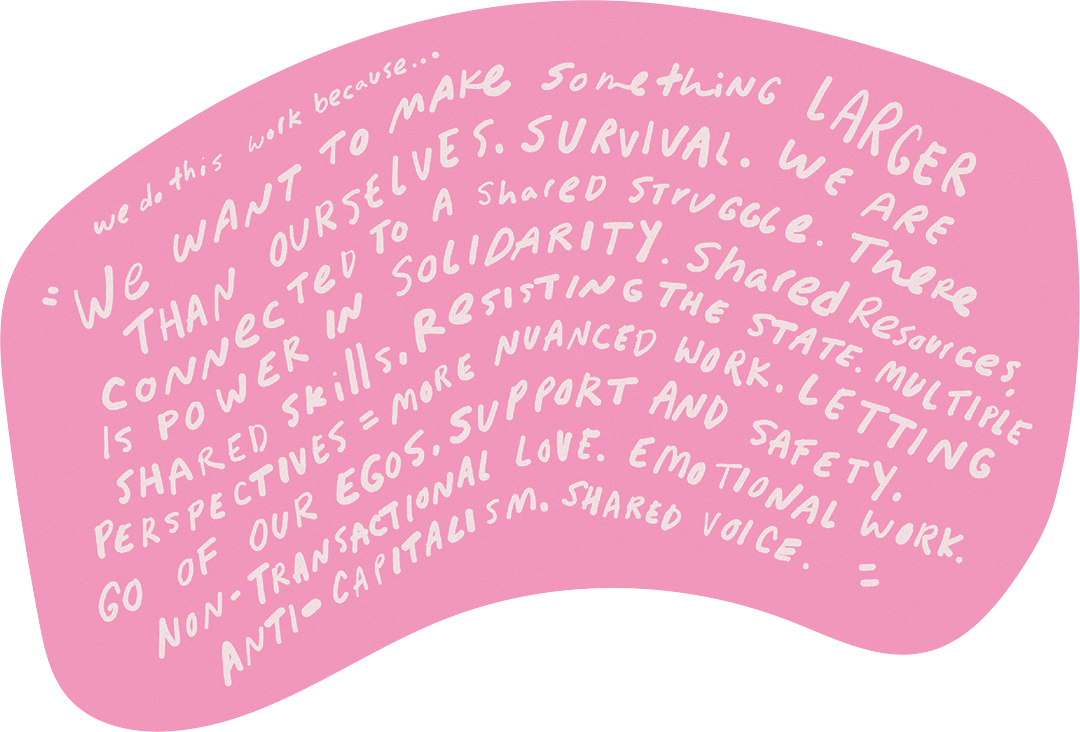 we do this work because...
"We WANT TO MAKe SomethiNG LARGER
THAN OURSELVES. SURVIVAL. WE ARE
CONNecTeD To A ShareD STRUGGLe. There
IS POWER IN SOLIDARITY. Shared Resources,
SHARED Skills. ResISTING THE STATE. MULTIPLE
PERSPECTIVES = MORE NUANCED WORK. LETTING
GO OF OUR EGOS. SUPPORT AND SAFETY.
NON-TRANSACTIONAL LOVE. EMOTIONAL WORK.
ANTI-CAPITALISM. SHARED VOICE. "